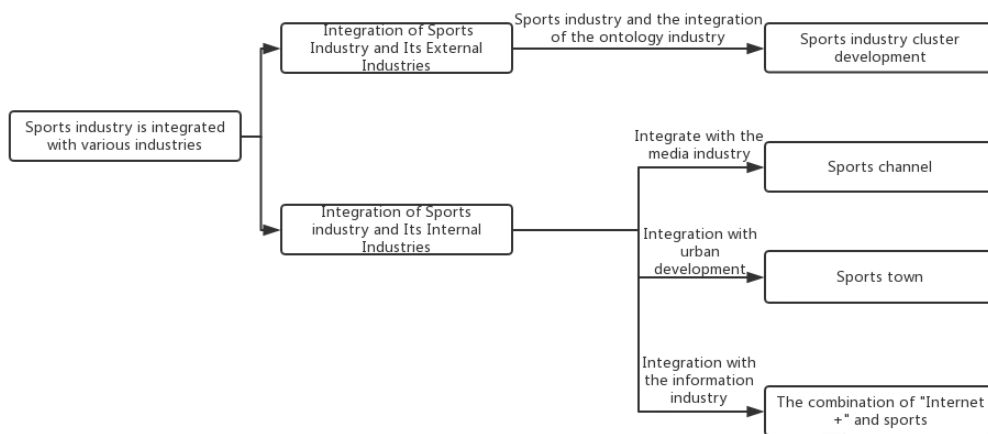 Sports industry is integrated
with various industries
Integration of Sports
Industry and Its External
Industries
Sports industry and the integration
of the ontology industry
Sports industry cluster
development
Integration of Sports
industry and Its Internal
Industries
Integrate with the
media industry
Sports channel
Integration with
urban
development
Sports town
Integration with
the information
industry
The combination of "Internet
+" and sports